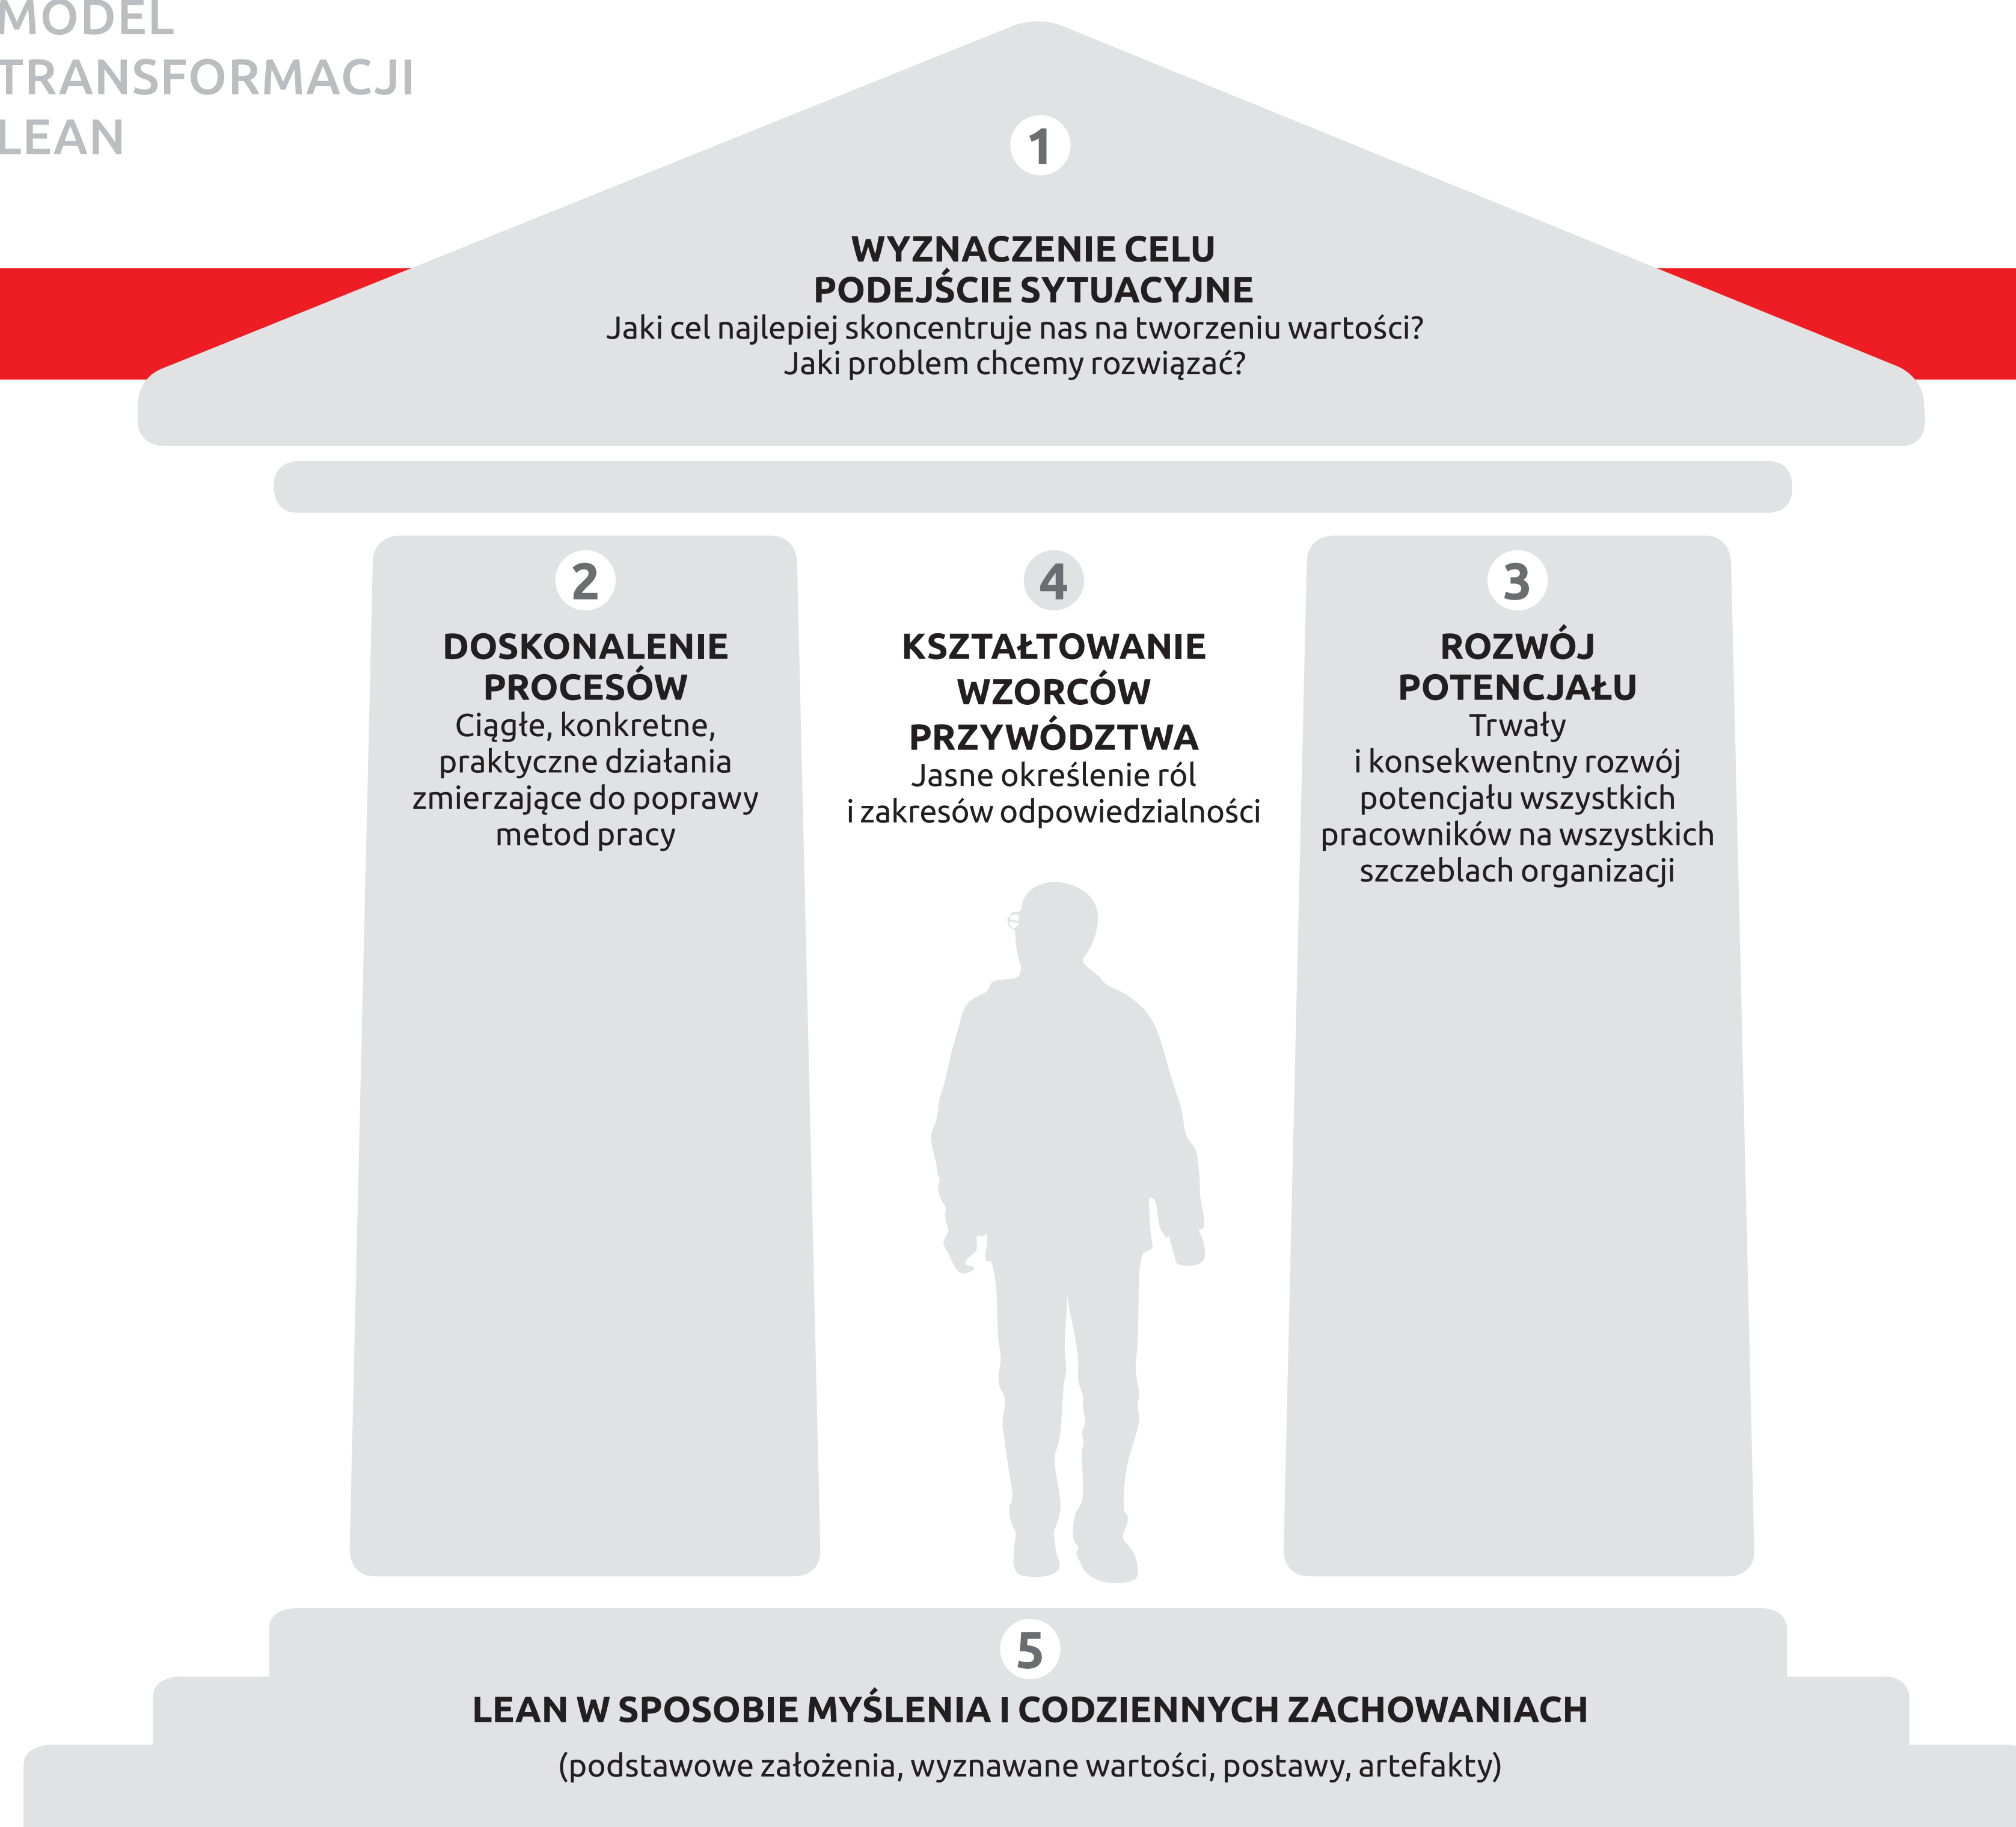 MODEL
TRANSFORMACJI
LEAN
1
WYZNACZENIE CELU
PODEJŚCIE SYTUACYJNE
Jaki cel najlepiej skoncentruje nas na tworzeniu wartości?
Jaki problem chcemy rozwiązać?
2
DOSKONALENIE
PROCESÓW
Ciągłe, konkretne,
praktyczne działania
zmierzające do poprawy
metod pracy
4
KSZTAŁTOWANIE
WZORCÓW
PRZYWÓDZTWA
Jasne określenie ról
i zakresów odpowiedzialności
3
ROZWÓJ
POTENCJAŁU
Trwały
i konsekwentny rozwój
potencjału wszystkich
pracowników na wszystkich
szczeblach organizacji
5
LEAN W SPOSOBIE MYŚLENIA I CODZIENNYCH ZACHOWANIACH
(podstawowe założenia, wyznawane wartości, postawy, artefakty)